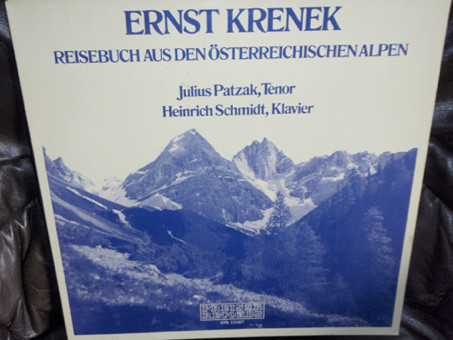 ERNST KRENEK
REISEBUCH AUS DEN ÖSTERREICHISCHEN ALPEN
Julius Patzak, Tenor
Heinrich Schmidt, Klavier